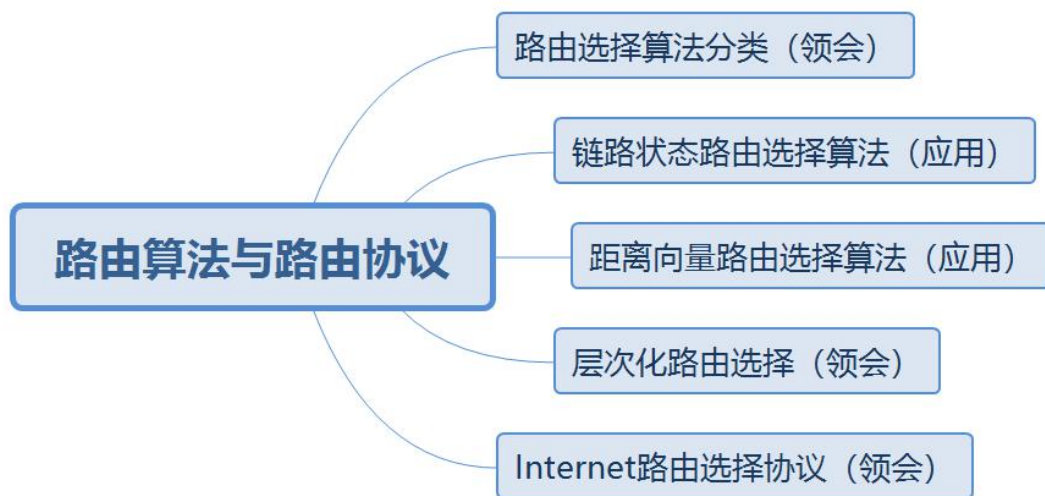 路由选择算法分类（领会）
链路状态路由选择算法（应用）
路由算法与路由协议
距离向量路由选择算法（应用）
层次化路由选择（领会）
Internet路由选择协议（领会）